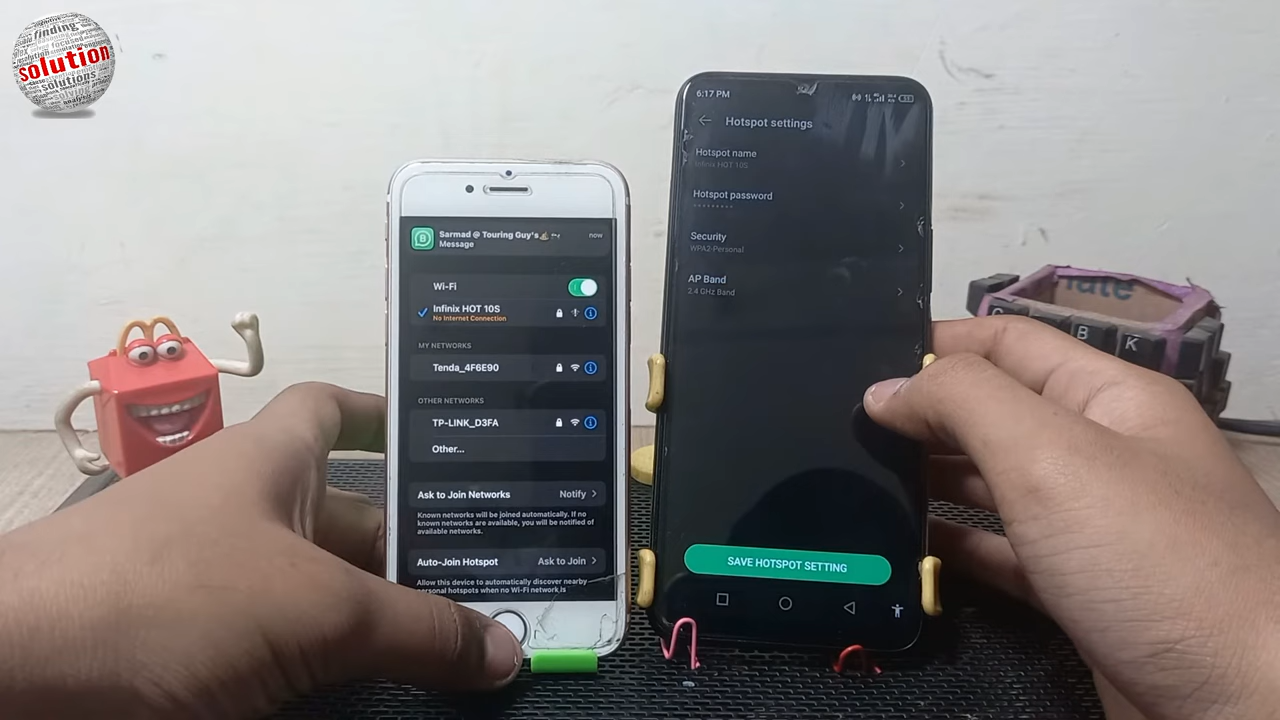 finding
solution
solutions
analysis
Sarmad @ Touring Guy's
now
Message
Wi-Fi
Infinix HOT 10S
No Internet Connection
MY NETWORKS
Tenda_4F6E90
OTHER NETWORKS
TP-LINK_D3FA
Other...
Ask to Join Networks
Notify
Known networks will be joined automatically. If no
known networks are available, you will be notified of
available networks.
Auto-Join Hotspot
Ask to Join
Allow this device to automatically discover nearby
personal hotspots when no Wi-Fi network is
6:17 PM
Hotspot settings
Hotspot name
Infinix HOT 10S
Hotspot password
Security
WPA2-Personal
AP Band
2.4 GHz Band
SAVE HOTSPOT SETTING
late
B
K